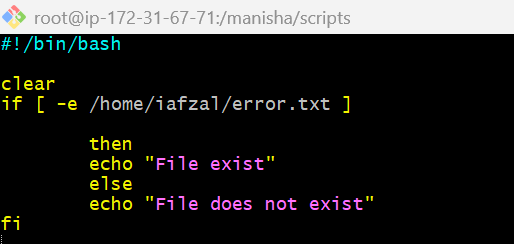 root@ip-172-31-67-71:/manisha/scripts
#!/bin/bash
clear
if [ -e /home/iafzal/error.txt ]
then
echo "File exist"
else
echo "File does not exist"
fi